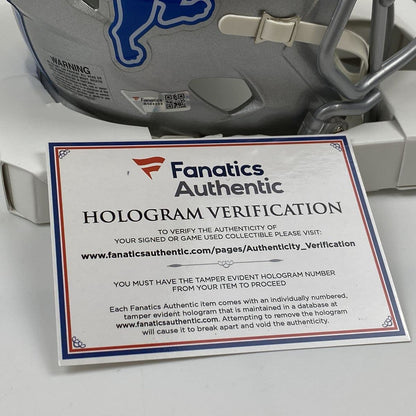 WARNING
Fanatics
Fanatics
Authentic
HOLOGRAM VERIFICATION
TO VERIFY THE AUTHENTICITY OF
YOUR SIGNED OR GAME USED COLLECTIBLE PLEASE VISIT:
www.fanaticsauthentic.com/pages/Authenticity_Verification
YOU MUST HAVE THE TAMPER EVIDENT HOLOGRAM NUMBER
FROM YOUR ITEM TO PROCEED
Each Fanatics Authentic item comes with an individually numbered,
tamper evident hologram that is maintained in a database at
www.fanaticsauthentic.com. Attempting to remove the hologram
will cause it to break apart and void the authenticity.